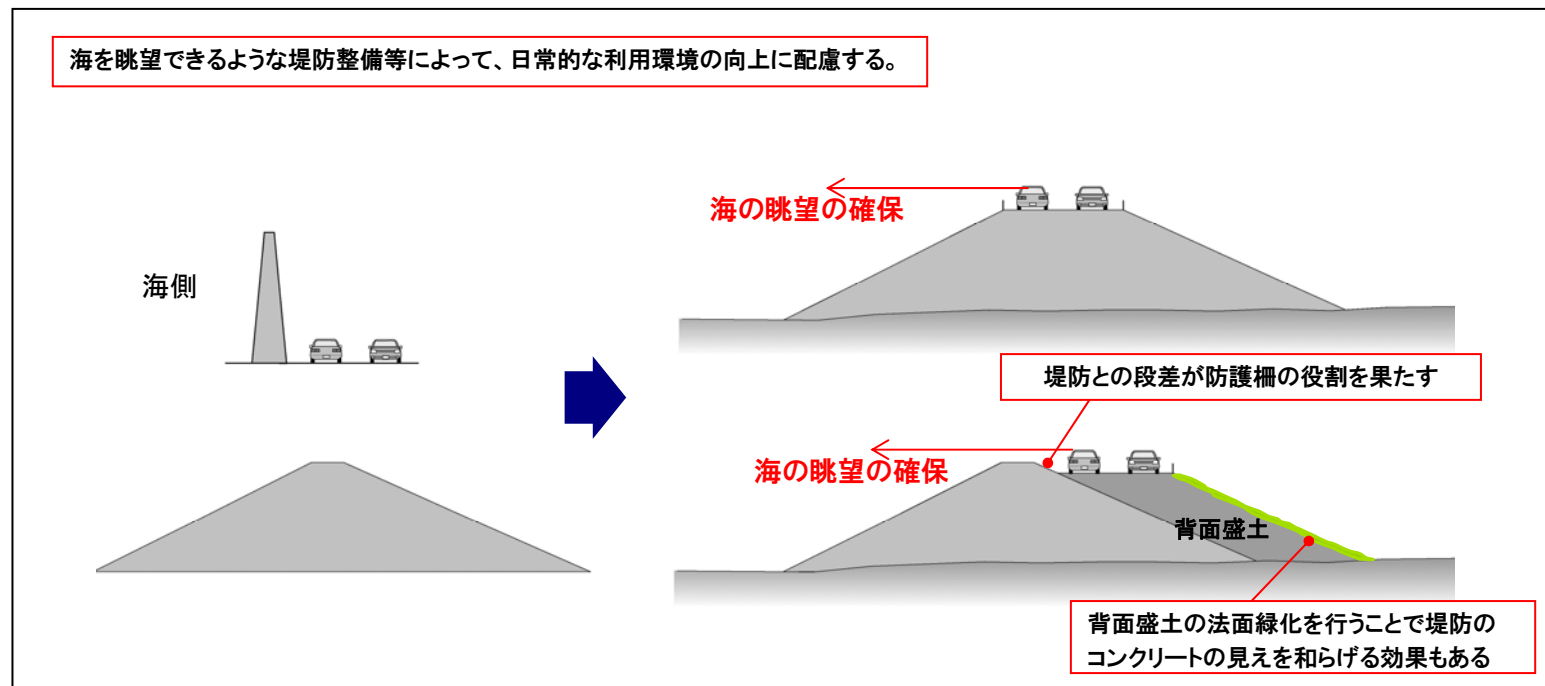 海を眺望できるような堤防整備等によって、日常的な利用環境の向上に配慮する。
海側
海の眺望の確保
堤防との段差が防護柵の役割を果たす
海の眺望の確保
背面盛土
背面盛土の法面緑化を行うことで堤防の
コンクリートの見えを和らげる効果もある